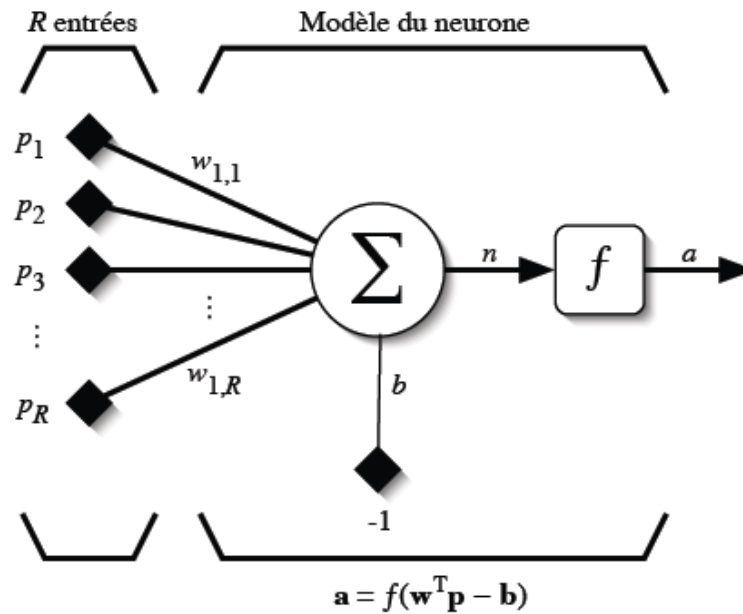 R entrées
Modèle du neurone
p1
w1,1
p2
p3
Σ
n
f
a
⋮
⋮
w1,R
b
pR
-1
a = f(wᵀp − b)